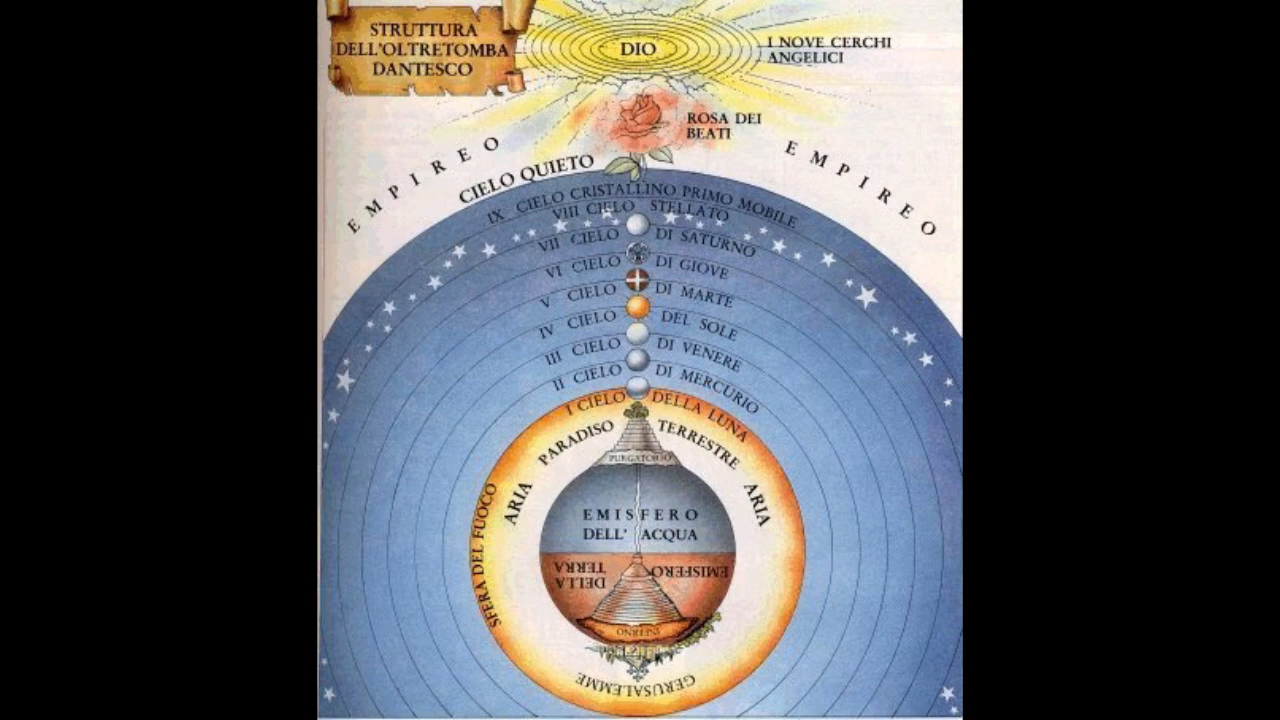 STRUTTURA
DELL'OLTRETOMBA
DANTESCO
DIO
I NOVE CERCHI
ANGELICI
ROSA DEI
BEATI
EMPIREO
EMPIREO
CIELO QUIETO
IX CIELO CRISTALLINO PRIMO MOBILE
VIII CIELO STELLATO
VII CIELO DI SATURNO
VI CIELO DI GIOVE
V CIELO DI MARTE
IV CIELO DEL SOLE
III CIELO DI VENERE
II CIELO DI MERCURIO
I CIELO DELLA LUNA
PARADISO TERRESTRE
PURGATORIO
ARIA
ARIA
SFERA DEL FUOCO
EMISFERO
DELL' ACQUA
EMISFERO
DELLA
TERRA
INFERNO
GERUSALEMME